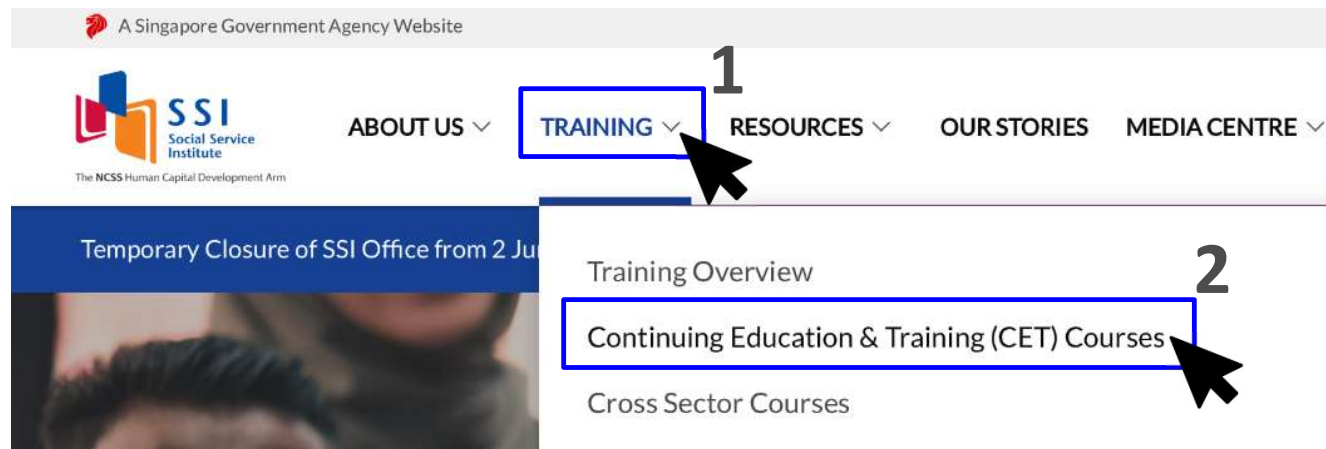 A Singapore Government Agency Website
1
SSI
Social Service
Institute
The NCSS Human Capital Development Arm
ABOUT US
TRAINING
RESOURCES
OUR STORIES
MEDIA CENTRE
Temporary Closure of SSI Office from 2 Ju
Training Overview
2
Continuing Education & Training (CET) Courses
Cross Sector Courses